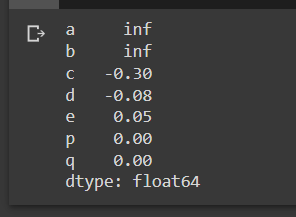 a     inf
b     inf
c   -0.30
d   -0.08
e    0.05
p    0.00
q    0.00
dtype: float64